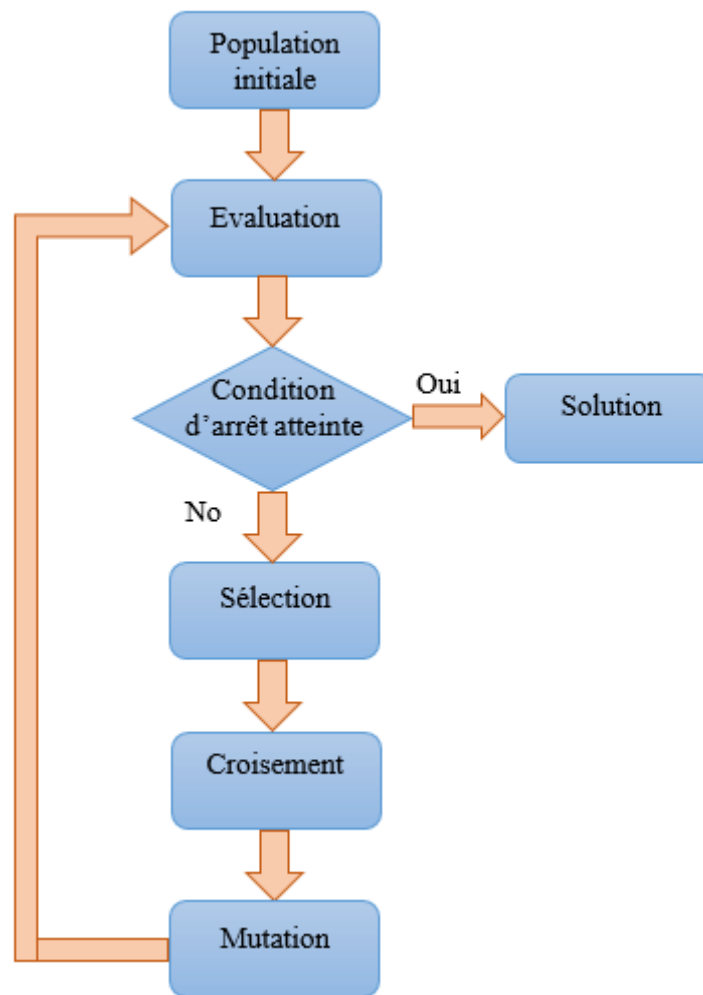 Population
initiale
Evaluation
Condition
d’arrêt atteinte
Oui
Solution
No
Sélection
Croisement
Mutation